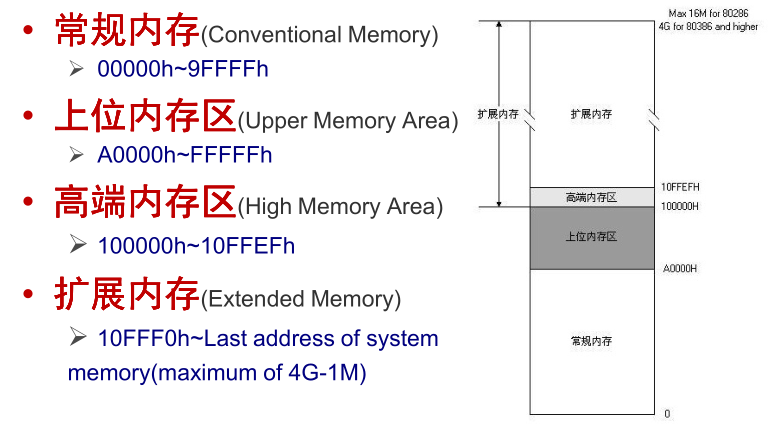 • 常规内存(Conventional Memory)
➢ 00000h~9FFFFh
• 上位内存区(Upper Memory Area)
➢ A0000h~FFFFFh
• 高端内存区(High Memory Area)
➢ 100000h~10FFEFh
• 扩展内存(Extended Memory)
➢ 10FFF0h~Last address of system
memory(maximum of 4G-1M)
Max 16M for 80286
4G for 80386 and higher
扩展内存
扩展内存
10FFEFH
高端内存区
100000H
上位内存区
A0000H
常规内存
0